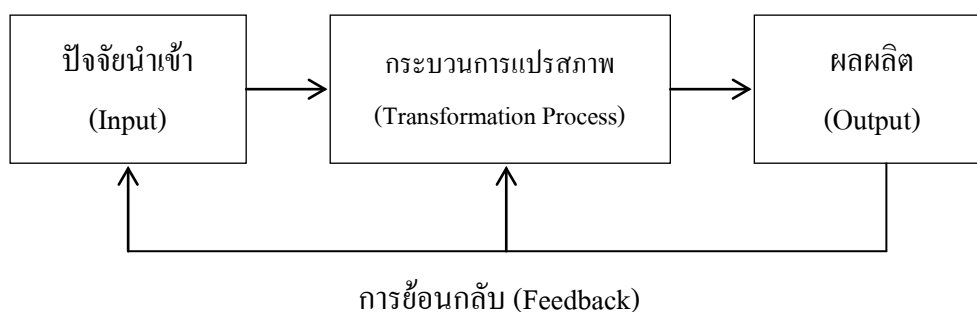 ปัจจัยนำเข้า
(Input)
กระบวนการแปรสภาพ
(Transformation Process)
ผลผลิต
(Output)
การย้อนกลับ (Feedback)